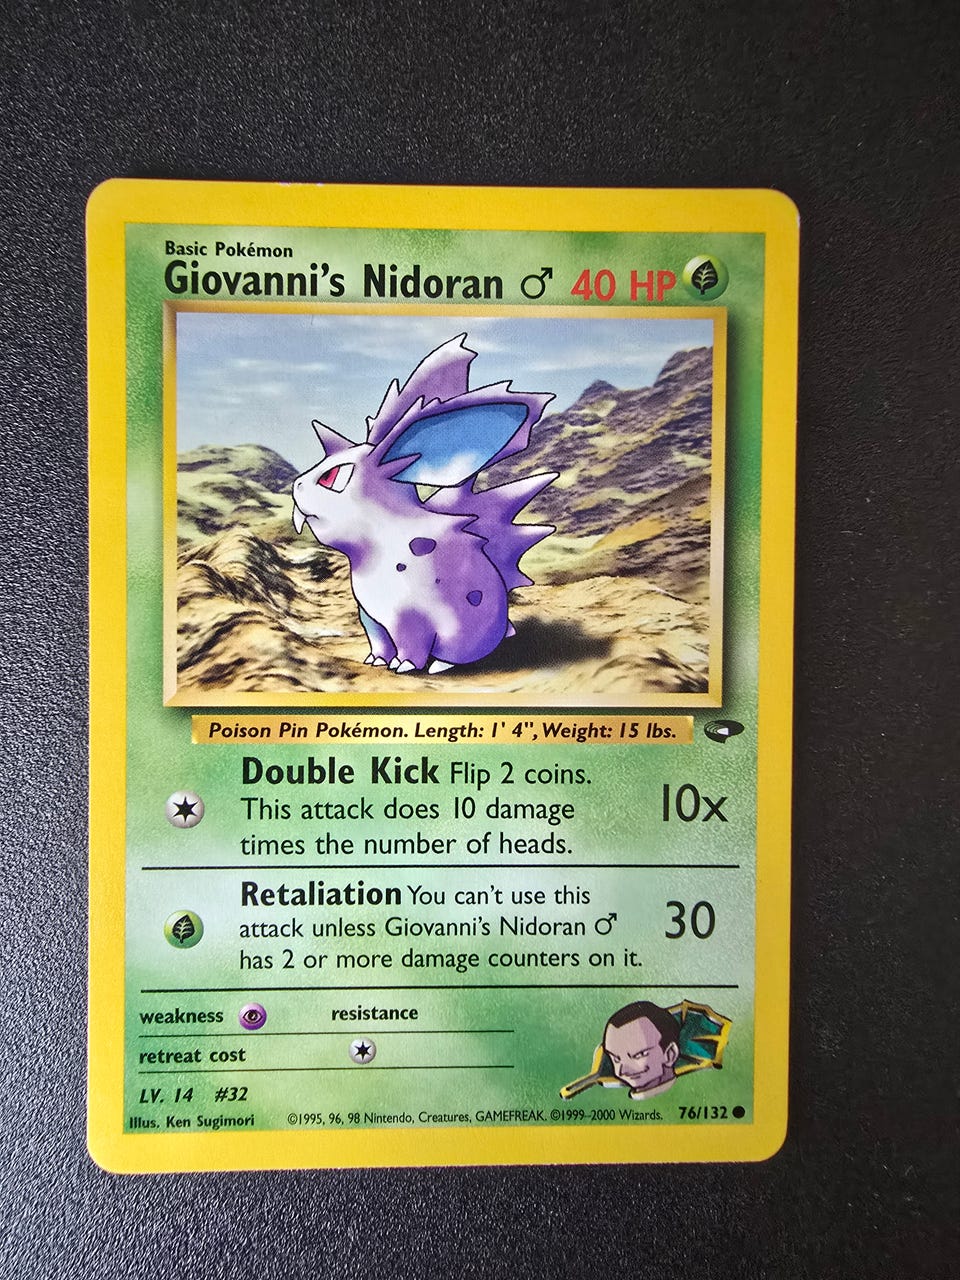 Basic Pokémon
Giovanni's Nidoran ♂ 40 HP
Poison Pin Pokémon. Length: 1' 4", Weight: 15 lbs.
Double Kick Flip 2 coins.
This attack does 10 damage
times the number of heads.
10x
Retaliation You can't use this
attack unless Giovanni's Nidoran ♂
has 2 or more damage counters on it.
30
weakness
resistance
retreat cost
LV. 14 #32
Illus. Ken Sugimori
©1995, 96, 98 Nintendo, Creatures, GAMEFREAK. ©1999-2000 Wizards.
76/132 ●